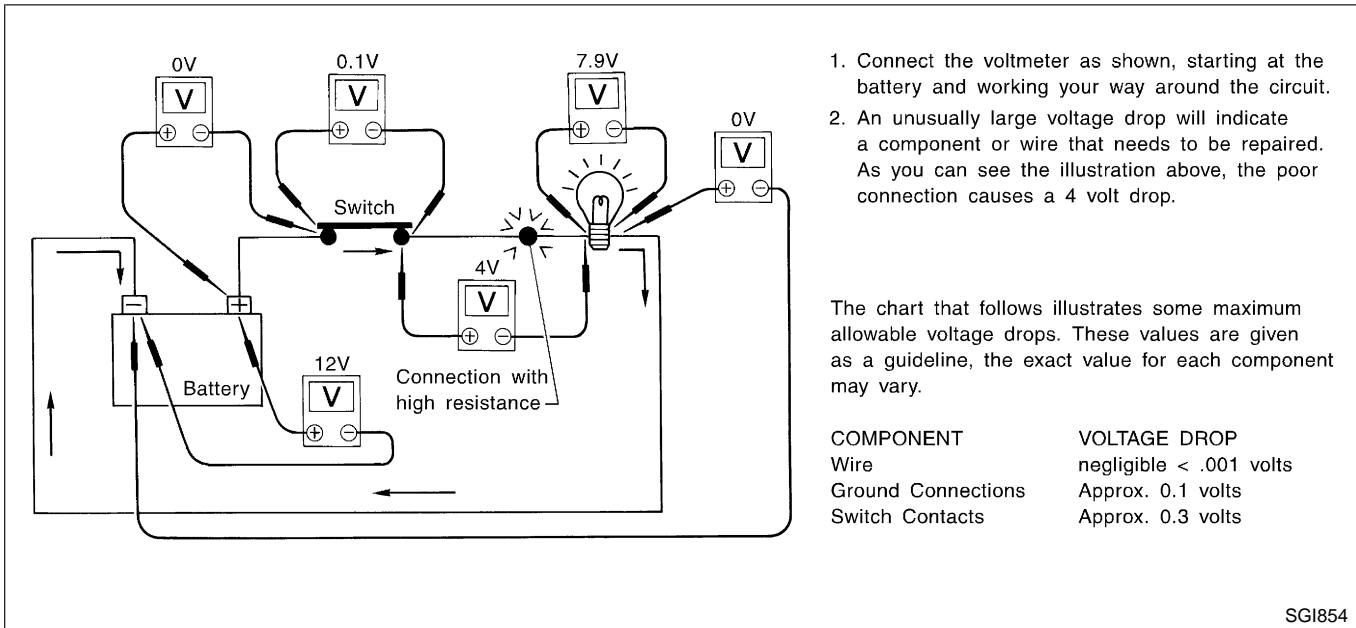 0V
0.1V
7.9V
0V
V
V
V
V
+ −
+ −
+ −
+ −
Switch
4V
V
+ −
− +
Battery
12V
V
+ −
Connection with
high resistance
1. Connect the voltmeter as shown, starting at the
battery and working your way around the circuit.
2. An unusually large voltage drop will indicate
a component or wire that needs to be repaired.
As you can see the illustration above, the poor
connection causes a 4 volt drop.
The chart that follows illustrates some maximum
allowable voltage drops. These values are given
as a guideline, the exact value for each component
may vary.
COMPONENT VOLTAGE DROP
Wire negligible < .001 volts
Ground Connections Approx. 0.1 volts
Switch Contacts Approx. 0.3 volts
SGI854